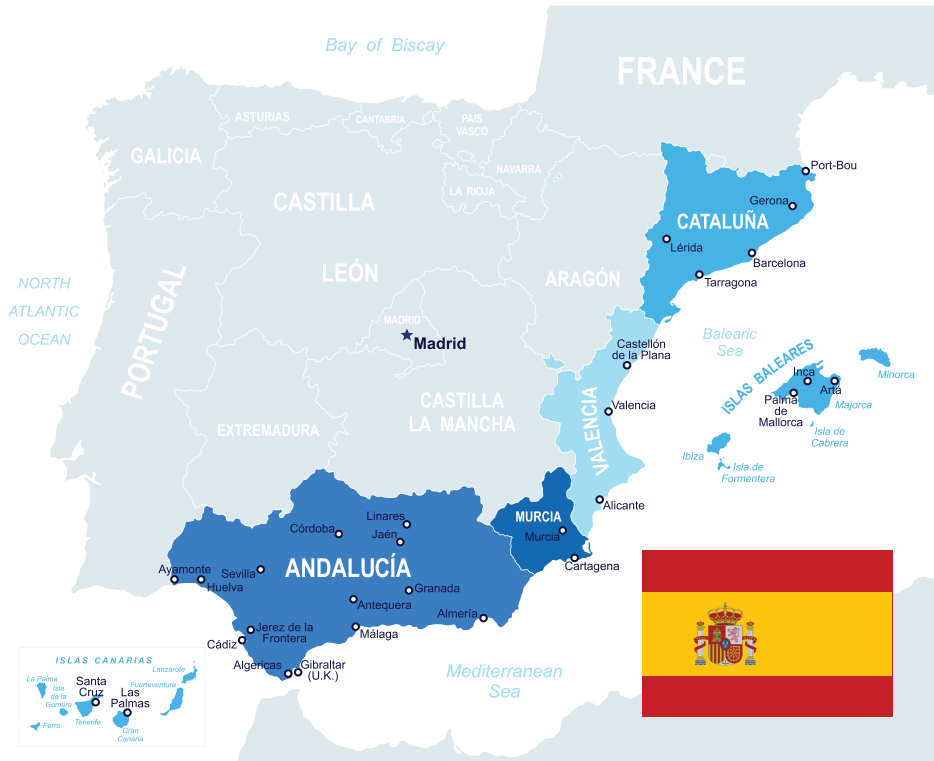 Bay of Biscay
FRANCE
ASTURIAS
CANTABRIA
PAIS
VASCO
GALICIA
NAVARRA
LA RIOJA
Port-Bou
Gerona
CASTILLA
CATALUÑA
Lérida
Barcelona
LEÓN
ARAGÓN
Tarragona
NORTH
ATLANTIC
OCEAN
PORTUGAL
MADRID
Madrid
Balearic
Sea
Castellón
de la Plana
ISLAS BALEARES
Inca
Artá
Minorca
Palma
de
Mallorca
Majorca
Isla de
Cabrera
CASTILLA
LA MANCHA
VALENCIA
Valencia
EXTREMADURA
Ibiza
Isla de
Formentera
Alicante
Linares
Córdoba
Jaén
MURCIA
Murcia
Cartagena
ANDALUCÍA
Ayamonte
Huelva
Sevilla
Granada
Antequera
Almería
Jerez de la
Frontera
Málaga
Cádiz
Algericas
Gibraltar
(U.K.)
Mediterranean
Sea
ISLAS CANARIAS
La Palma
Isla
de la
Gomera
Santa
Cruz
Las
Palmas
Lanzarote
Fuerteventura
Ferro
Tenerife
Gran
Canaria